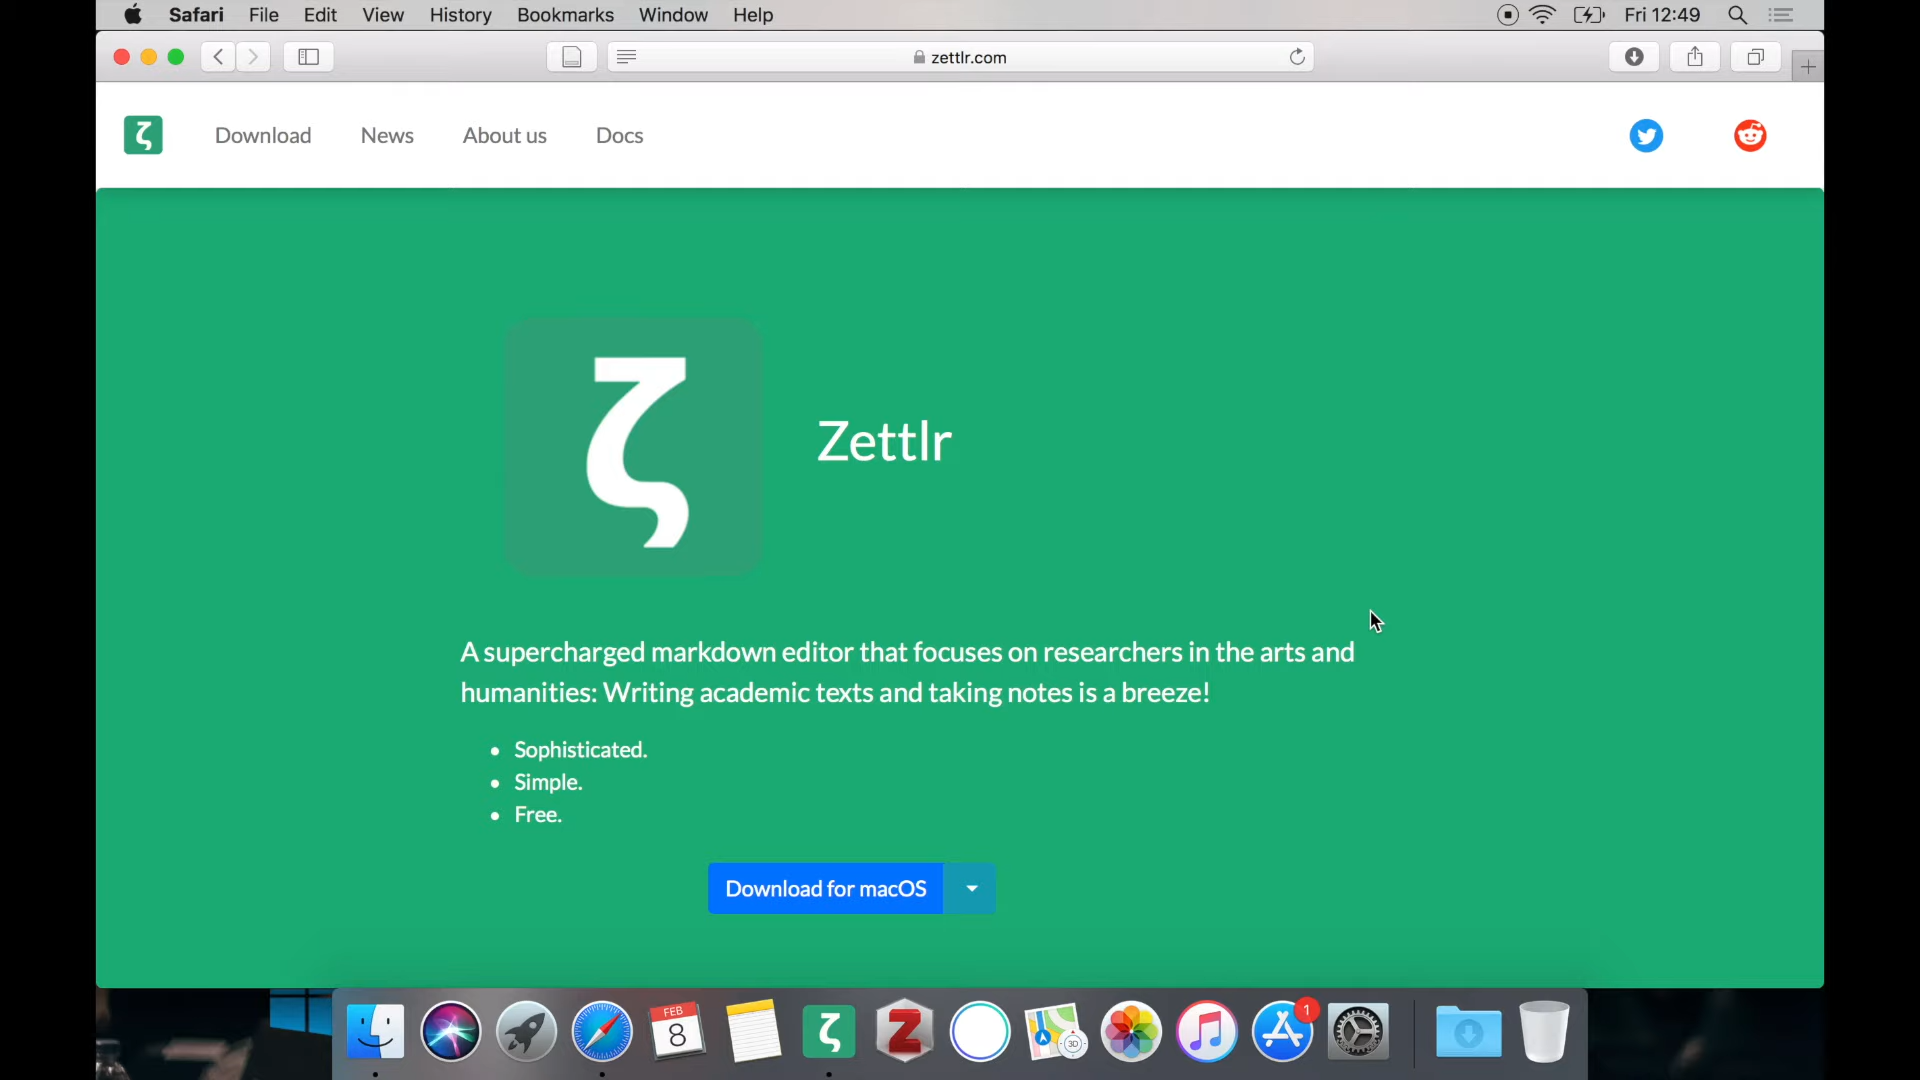 Safari File Edit View History Bookmarks Window Help Fri 12:49
zettlr.com
ζ Download News About us Docs
ζ
Zettlr
A supercharged markdown editor that focuses on researchers in the arts and
humanities: Writing academic texts and taking notes is a breeze!
• Sophisticated.
• Simple.
• Free.
Download for macOS
FEB
8
ζ
Z
3D
1